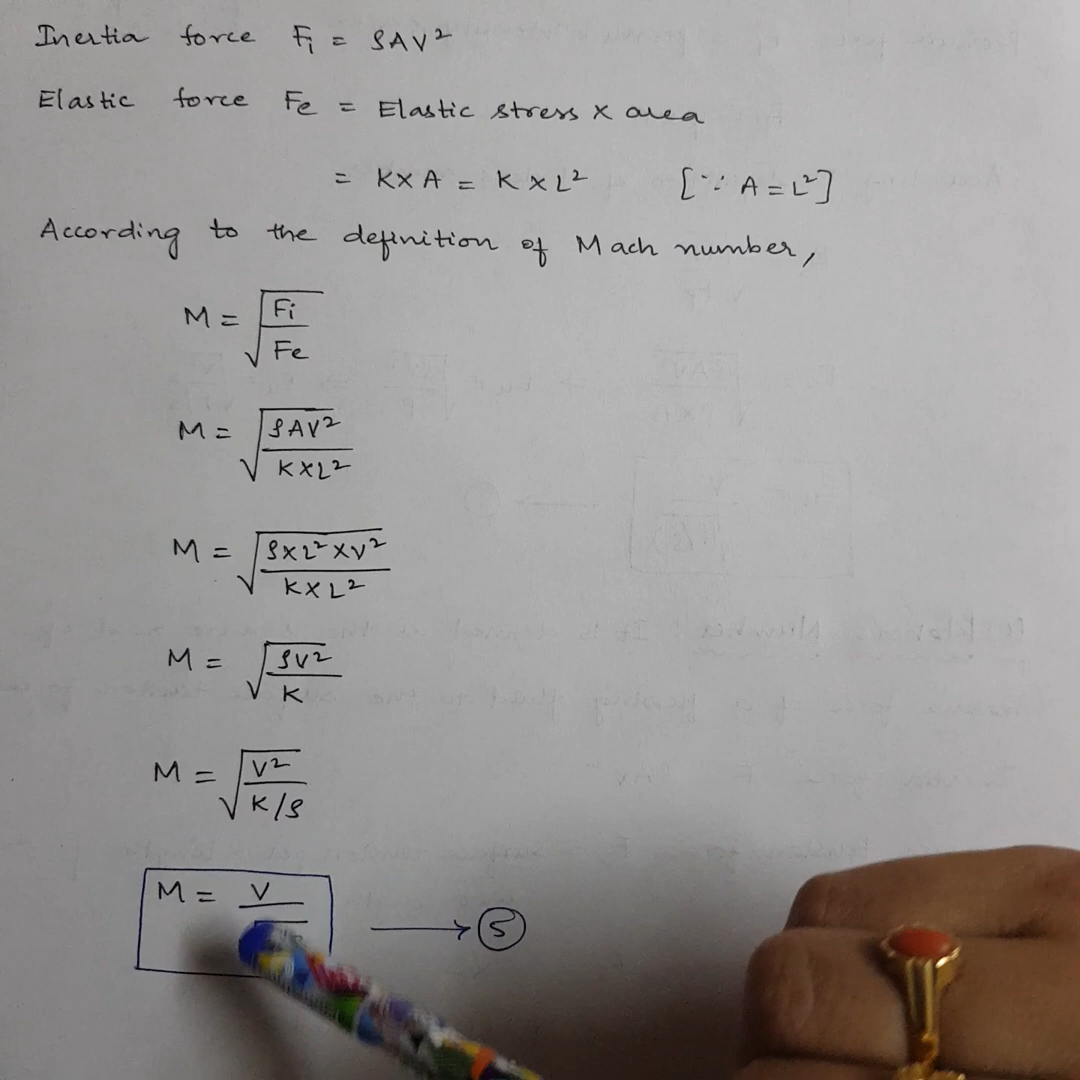 Inertia force Fi = ρAV²
Elastic force Fe = Elastic stress x area
= K×A = K×L² [∵ A = L²]
According to the definition of Mach number,
M = √(Fi/Fe)
M = √(ρAV²/K×L²)
M = √(ρ×L²×V²/K×L²)
M = √(ρV²/K)
M = √(V²/K/ρ)
M = V
→ 5